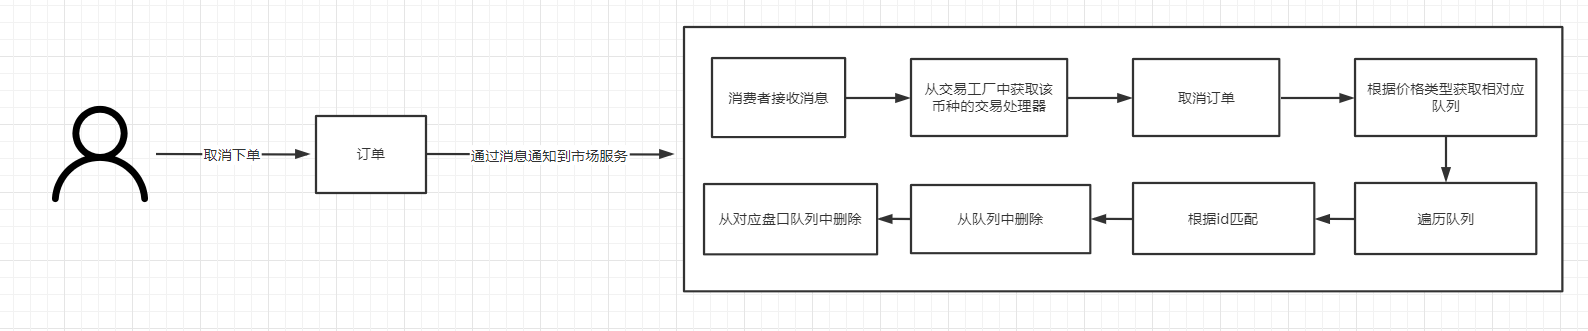 取消下单
订单
通过消息通知到市场服务
消费者接收消息
从交易工厂中获取该
币种的交易处理器
取消订单
根据价格类型获取相对应
队列
遍历队列
根据id匹配
从队列中删除
从对应盘口队列中删除